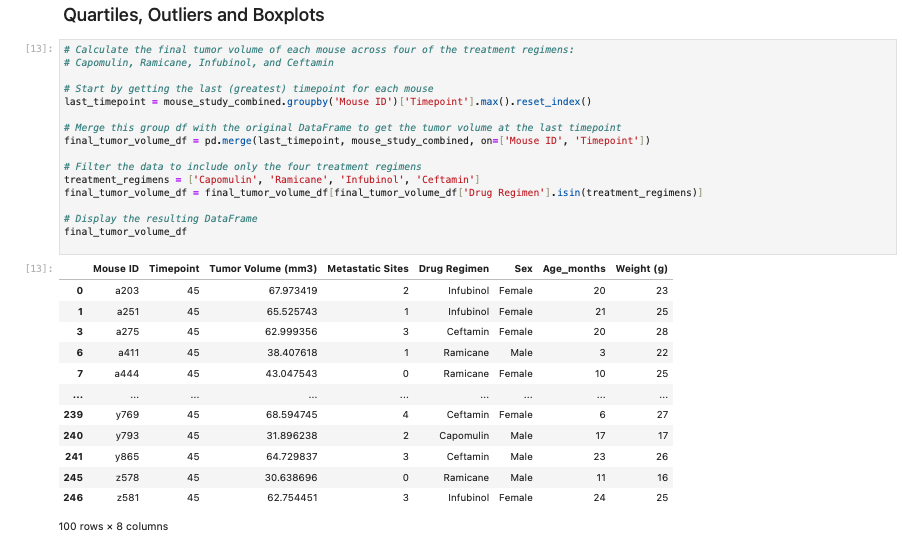 Quartiles, Outliers and Boxplots
[13]: # Calculate the final tumor volume of each mouse across four of the treatment regimens:
# Capomulin, Ramicane, Infubinol, and Ceftamin
# Start by getting the last (greatest) timepoint for each mouse
last_timepoint = mouse_study_combined.groupby('Mouse ID')['Timepoint'].max().reset_index()
# Merge this group df with the original DataFrame to get the tumor volume at the last timepoint
final_tumor_volume_df = pd.merge(last_timepoint, mouse_study_combined, on=['Mouse ID', 'Timepoint'])
# Filter the data to include only the four treatment regimens
treatment_regimens = ['Capomulin', 'Ramicane', 'Infubinol', 'Ceftamin']
final_tumor_volume_df = final_tumor_volume_df[final_tumor_volume_df['Drug Regimen'].isin(treatment_regimens)]
# Display the resulting DataFrame
final_tumor_volume_df
[13]: Mouse ID Timepoint Tumor Volume (mm3) Metastatic Sites Drug Regimen Sex Age_months Weight (g)
0 a203 45 67.973419 2 Infubinol Female 20 23
1 a251 45 65.525743 1 Infubinol Female 21 25
3 a275 45 62.999356 3 Ceftamin Female 20 28
6 a411 45 38.407618 1 Ramicane Male 3 22
7 a444 45 43.047543 0 Ramicane Female 10 25
... ... ... ... ... ... ... ... ...
239 y769 45 68.594745 4 Ceftamin Female 6 27
240 y793 45 31.896238 2 Capomulin Male 17 17
241 y865 45 64.729837 3 Ceftamin Male 23 26
245 z578 45 30.638696 0 Ramicane Male 11 16
246 z581 45 62.754451 3 Infubinol Female 24 25
100 rows × 8 columns